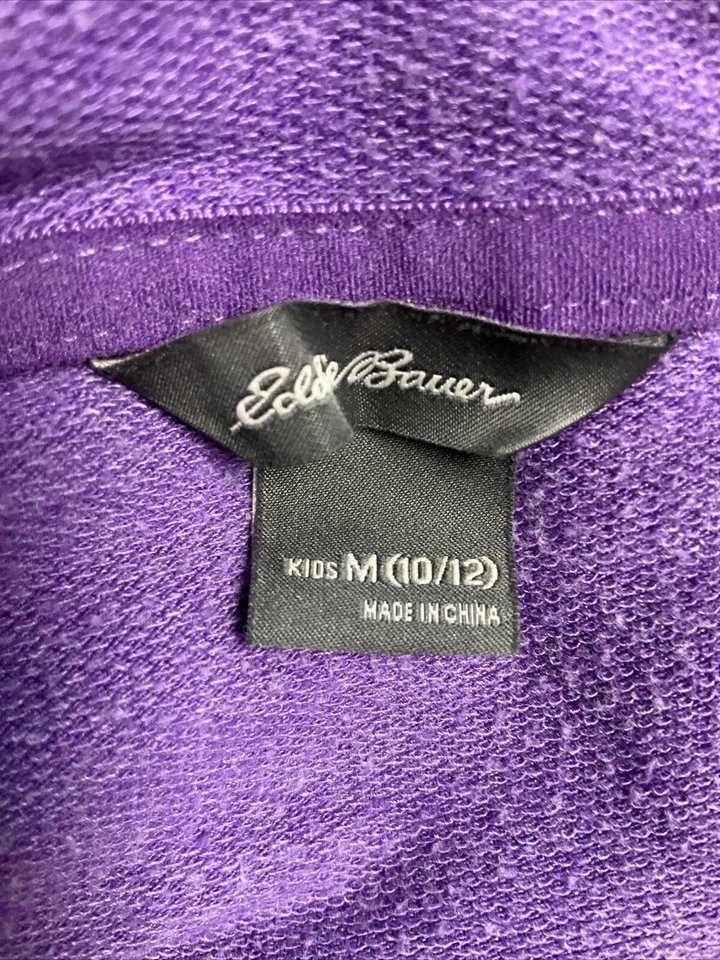 Eddie Bauer
KIDS M (10/12)
MADE IN CHINA